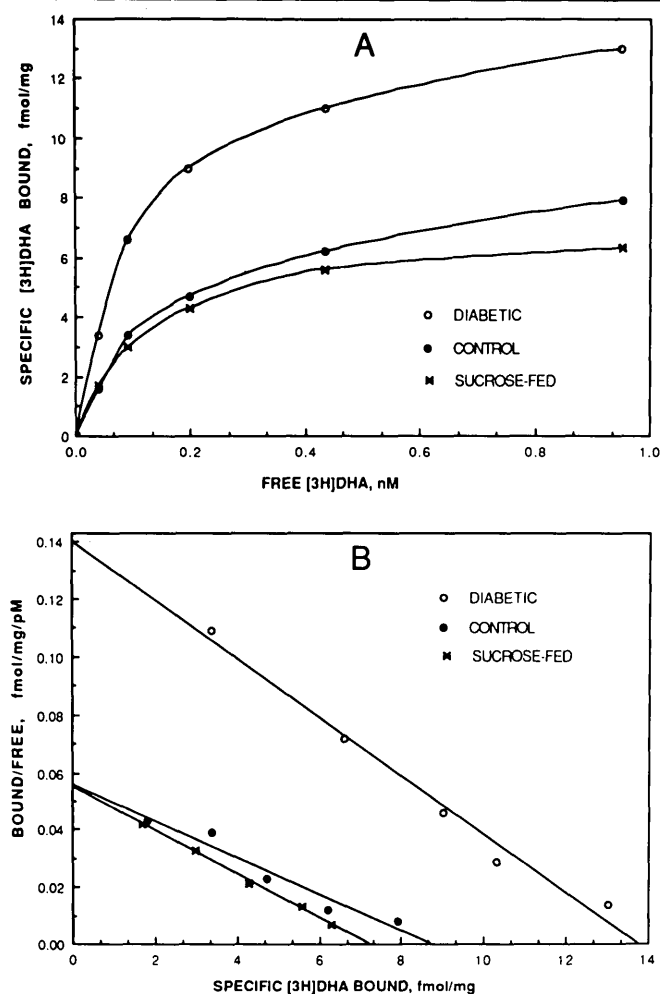 A
SPECIFIC [3H]DHA BOUND, fmol/mg
14
12
10
8
6
4
2
0
DIABETIC
CONTROL
SUCROSE-FED
0.0 0.2 0.4 0.6 0.8 1.0
FREE [3H]DHA, nM
B
BOUND/FREE, fmol/mg/pM
0.14
0.12
0.10
0.08
0.06
0.04
0.02
0.00
DIABETIC
CONTROL
SUCROSE-FED
0 2 4 6 8 10 12 14
SPECIFIC [3H]DHA BOUND, fmol/mg